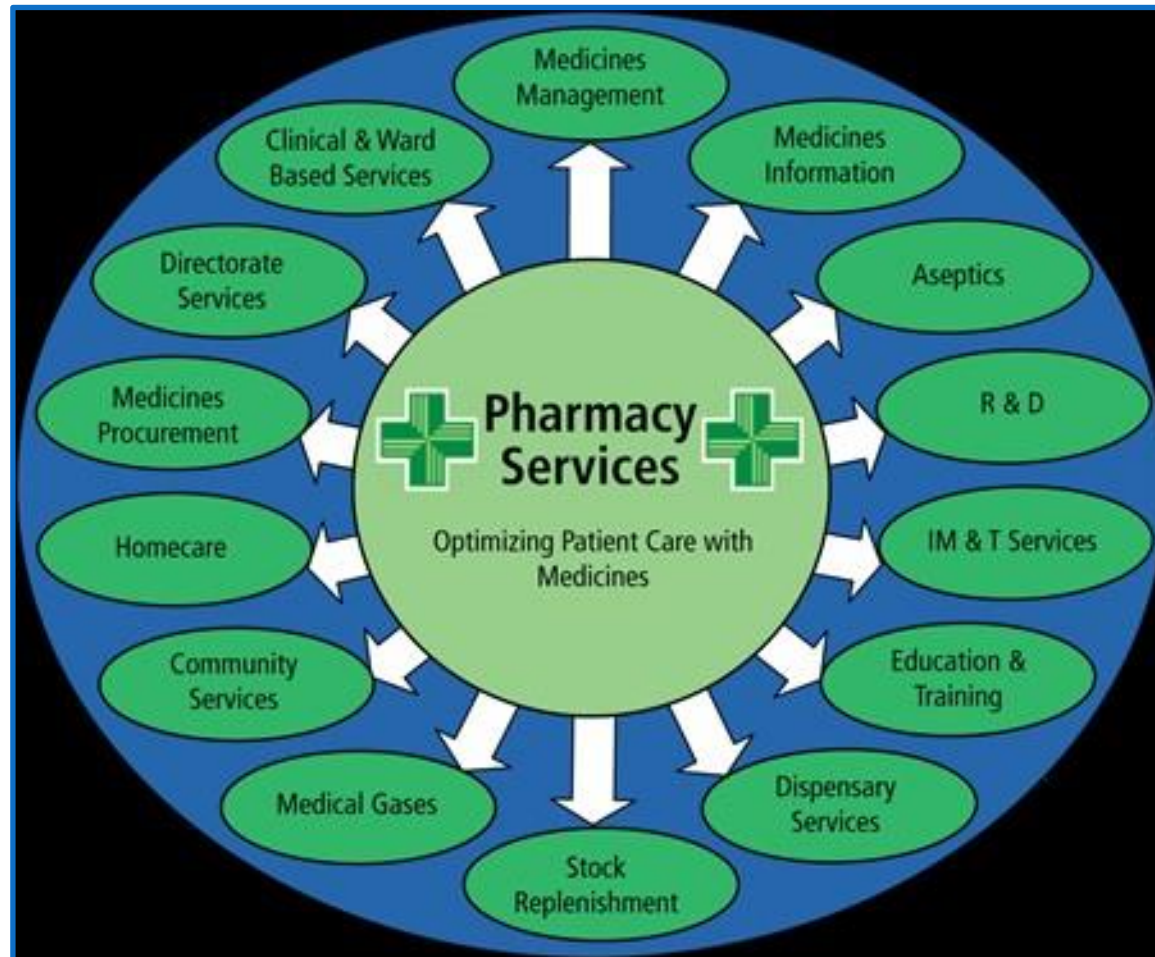 Medicines
Management
Medicines
Information
Aseptics
R & D
IM & T Services
Education &
Training
Dispensary
Services
Stock
Replenishment
Medical Gases
Community
Services
Homecare
Medicines
Procurement
Directorate
Services
Clinical & Ward
Based Services
Pharmacy
Services
Optimizing Patient Care with
Medicines